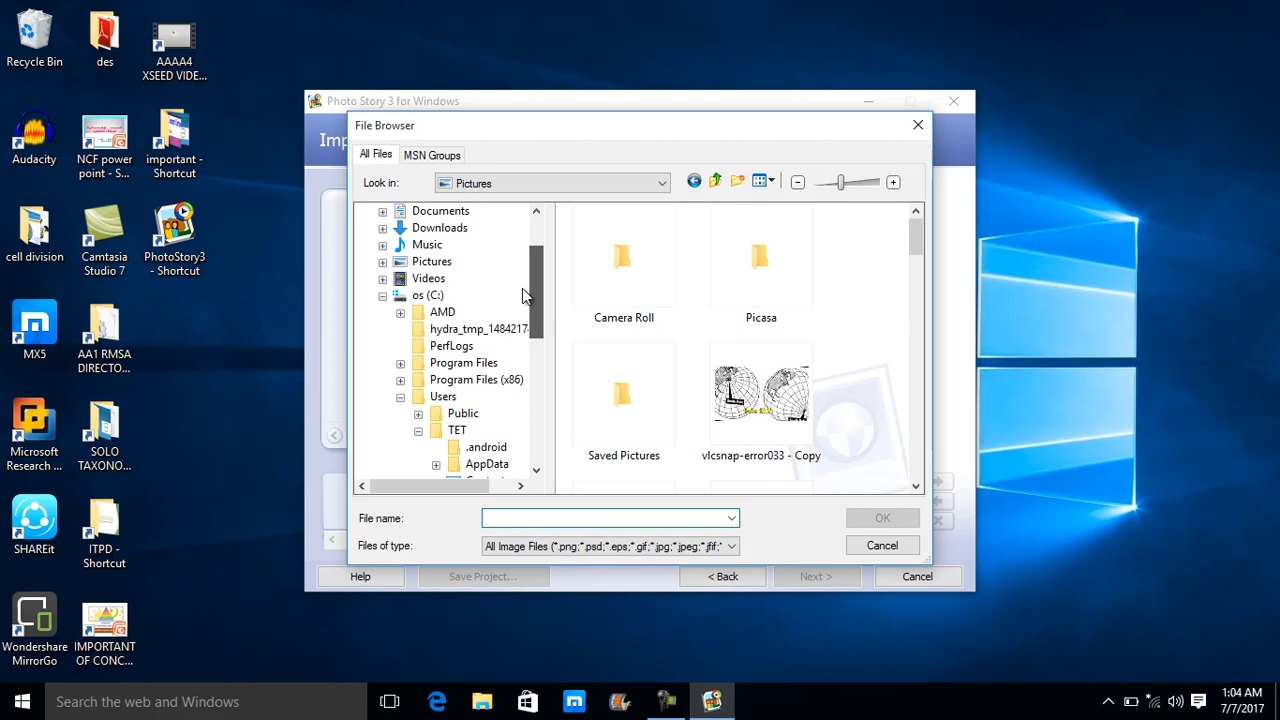 Recycle Bin
des
AAAA4
XSEED VIDE...
Audacity
NCF power
point - S...
important -
Shortcut
cell division
Camtasia
Studio 7
PhotoStory3
- Shortcut
MX5
AA1 RMSA
DIRECTO...
Microsoft
Research ...
SOLO
TAXONO...
SHAREit
ITPD -
Shortcut
Wondershare
MirrorGo
IMPORTANT
OF CONC...
Photo Story 3 for Windows
Imp
File Browser
All Files
MSN Groups
Look in:
Pictures
Documents
Downloads
Music
Pictures
Videos
os (C:)
AMD
hydra_tmp_1484217
PerfLogs
Program Files
Program Files (x86)
Users
Public
TET
.android
AppData
Camera Roll
Picasa
Saved Pictures
vlcsnap-error033 - Copy
File name:
OK
Files of type:
All Image Files (*.png;*.psd;*.eps;*.gif;*.jpg;*.jpeg;*.jfif;*
Cancel
Help
Save Project...
< Back
Next >
Cancel
Search the web and Windows
1:04 AM
7/7/2017